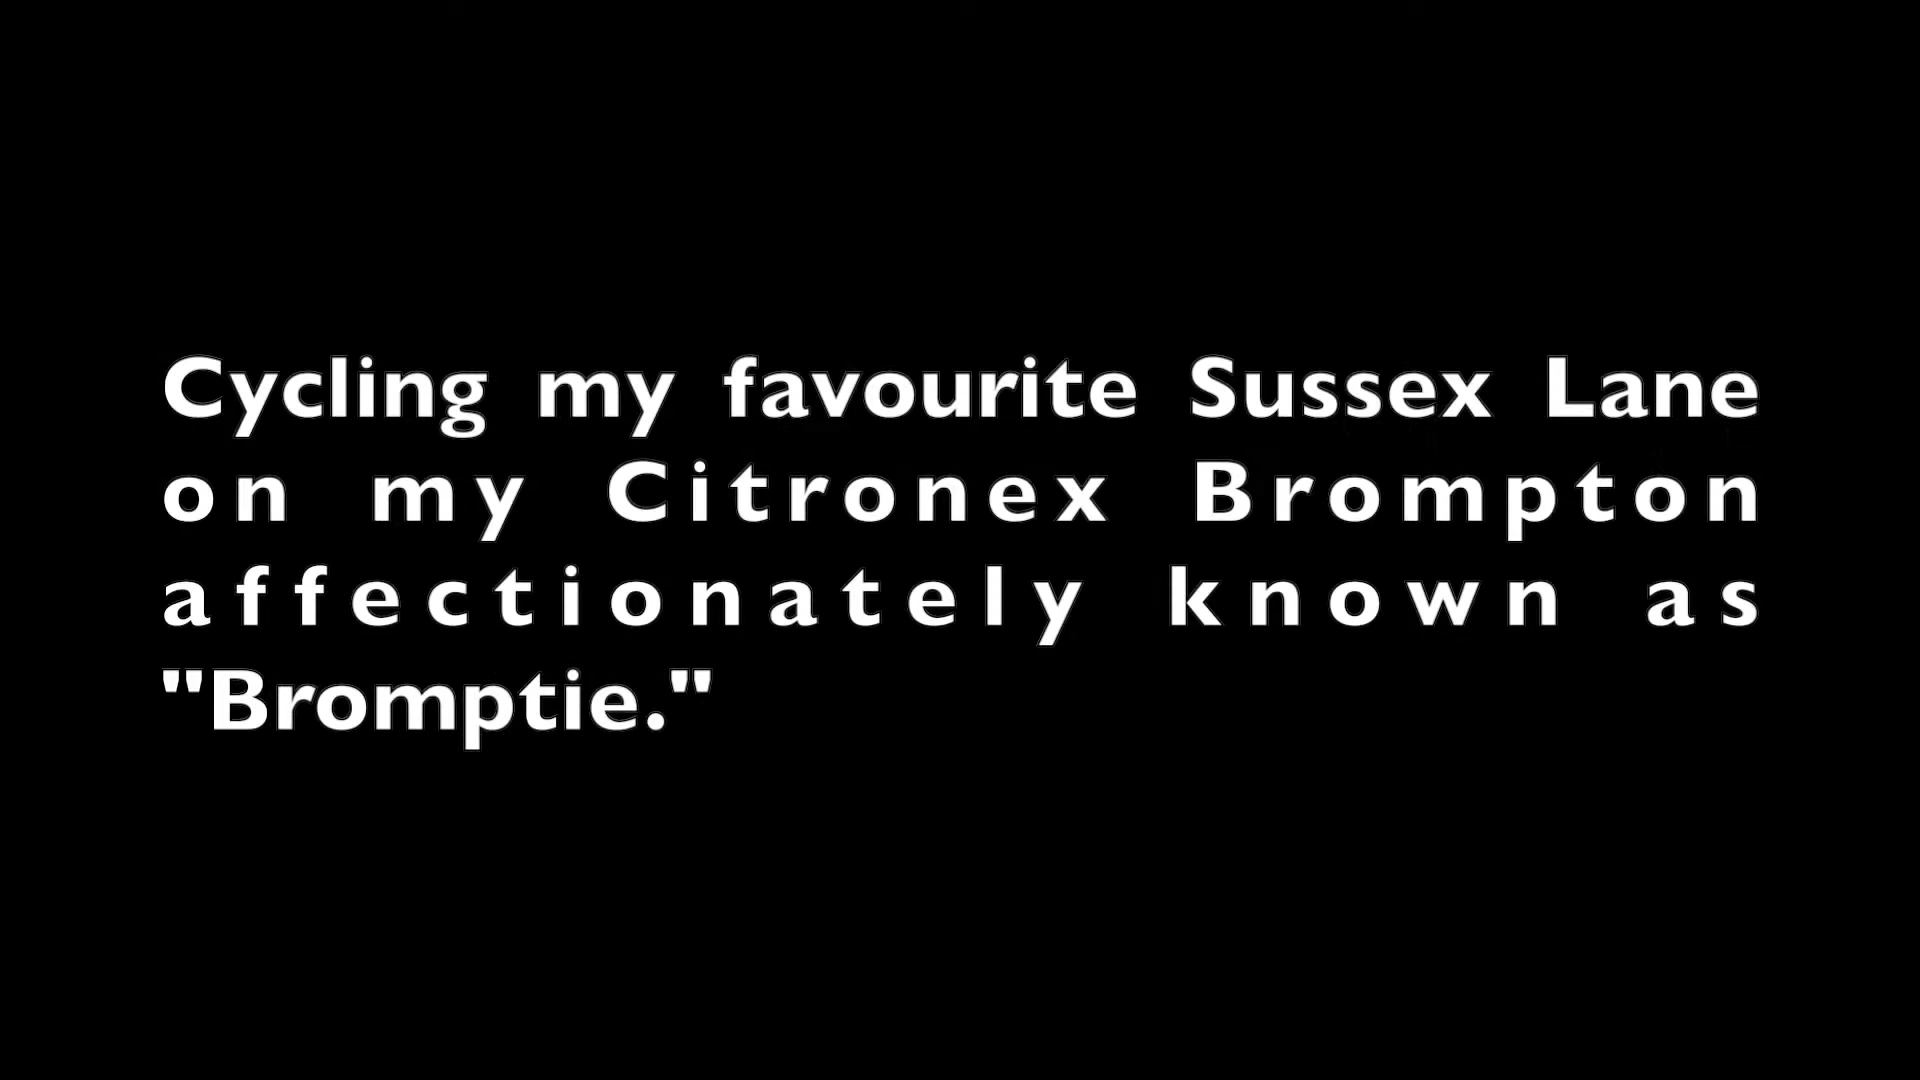 Cycling my favourite Sussex Lane
on my Citronex Brompton
affectionately known as
"Bromptie."